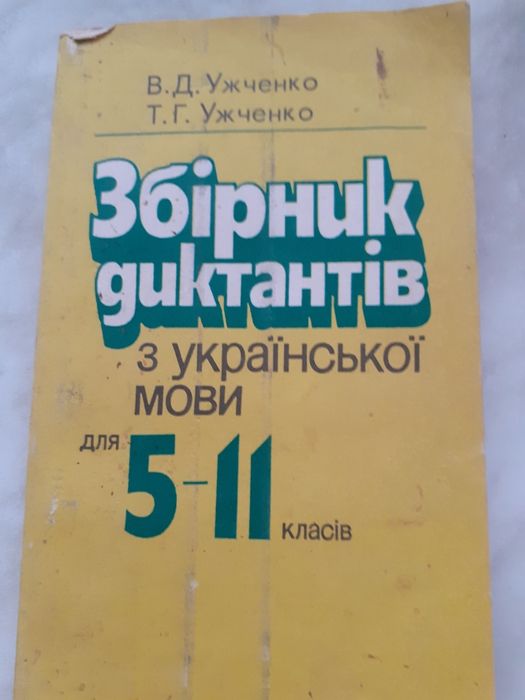 В.Д. Ужченко
Т.Г. Ужченко
Збірник
диктантів
з української
мови
для 5-11 класів